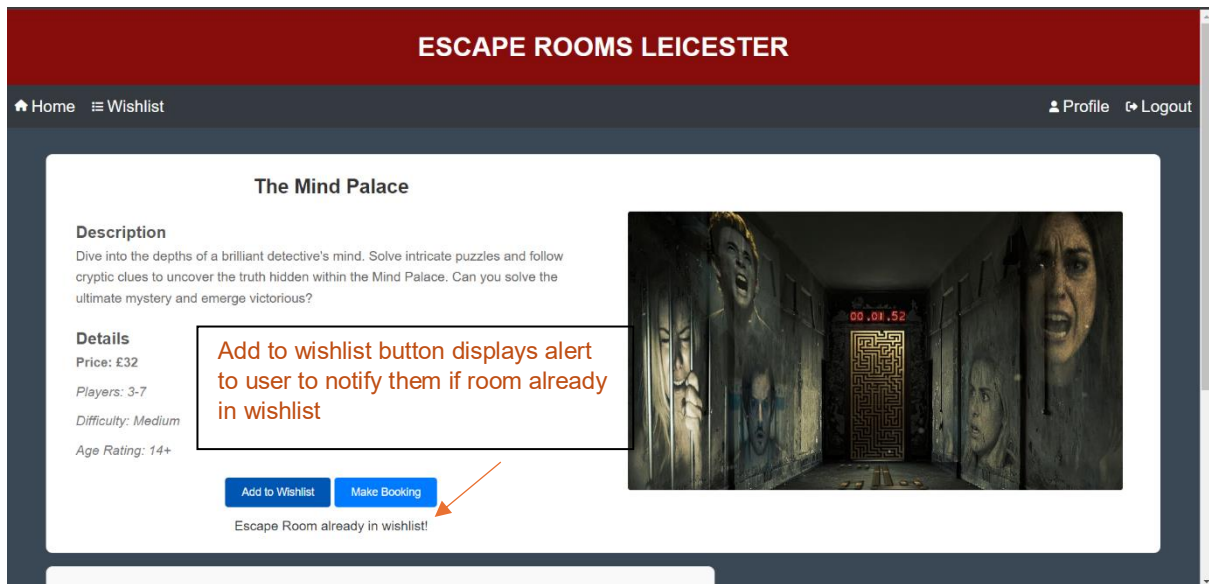 ESCAPE ROOMS LEICESTER
Home Wishlist Profile Logout
The Mind Palace
Description
Dive into the depths of a brilliant detective's mind. Solve intricate puzzles and follow
cryptic clues to uncover the truth hidden within the Mind Palace. Can you solve the
ultimate mystery and emerge victorious?
Details
Price: £32
Players: 3-7
Difficulty: Medium
Age Rating: 14+
Add to wishlist button displays alert
to user to notify them if room already
in wishlist
00.01.52
Add to Wishlist Make Booking
Escape Room already in wishlist!